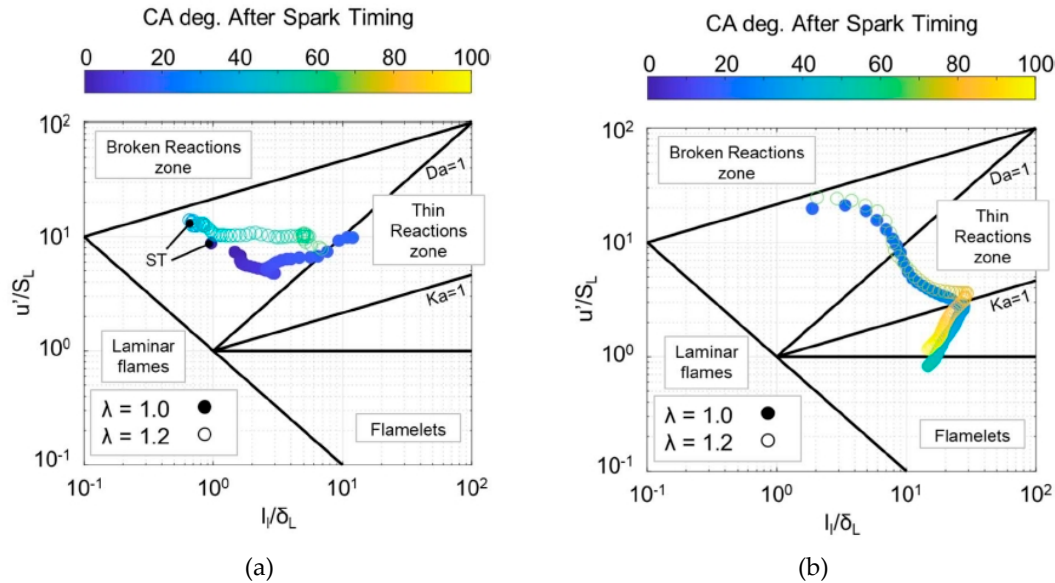 CA deg. After Spark Timing
0 20 40 60 80 100
10^2
Broken Reactions
zone
Da=1
Thin
Reactions
zone
10^1
ST
u'/S_L
Ka=1
10^0
Laminar
flames
λ = 1.0
λ = 1.2
Flamelets
10^-1
10^-1 10^0 10^1 10^2
l_l/δ_L
(a)
CA deg. After Spark Timing
0 20 40 60 80 100
10^2
Broken Reactions
zone
Da=1
Thin
Reactions
zone
10^1
u'/S_L
Ka=1
10^0
Laminar
flames
λ = 1.0
λ = 1.2
Flamelets
10^-1
10^-1 10^0 10^1 10^2
l_l/δ_L
(b)